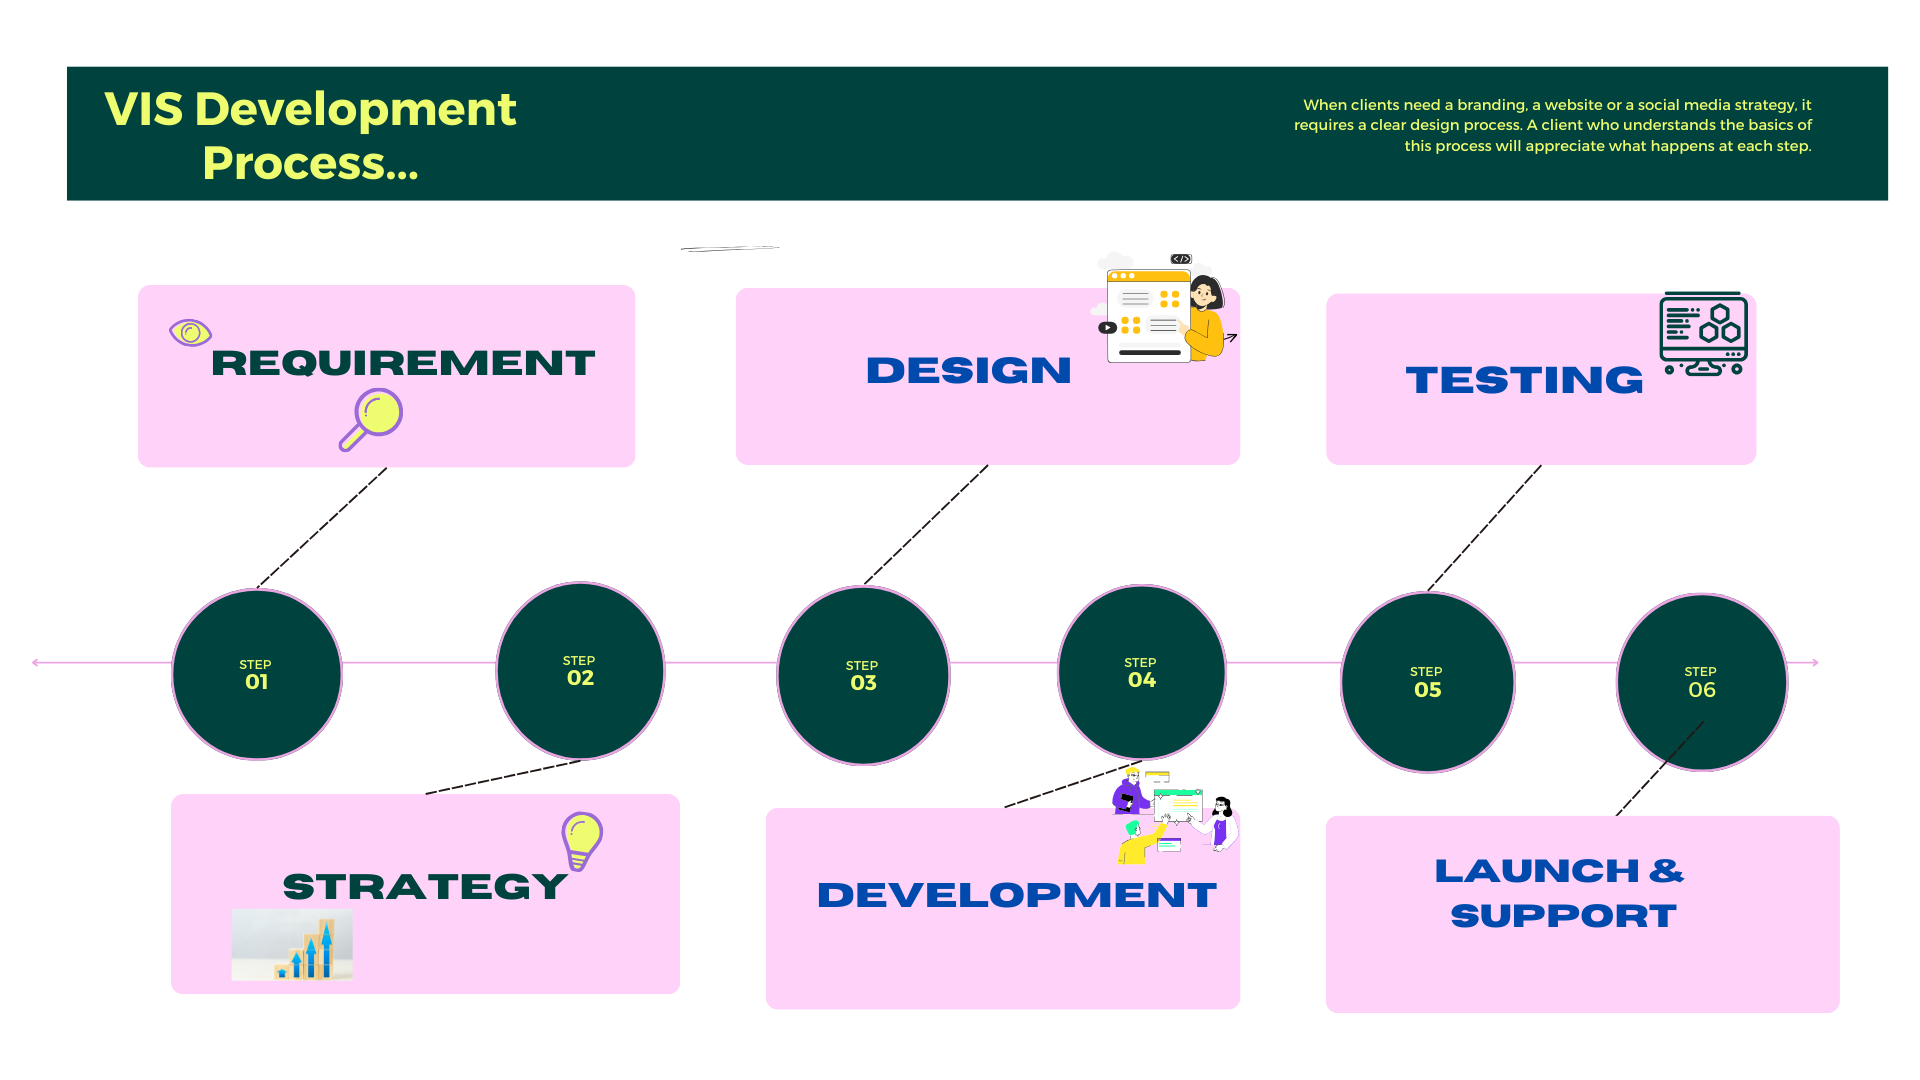 VIS Development
Process...
When clients need a branding, a website or a social media strategy, it
requires a clear design process. A client who understands the basics of
this process will appreciate what happens at each step.
REQUIREMENT
DESIGN
</>
TESTING
STEP
01
STEP
02
STEP
03
STEP
04
STEP
05
STEP
06
STRATEGY
DEVELOPMENT
LAUNCH &
SUPPORT